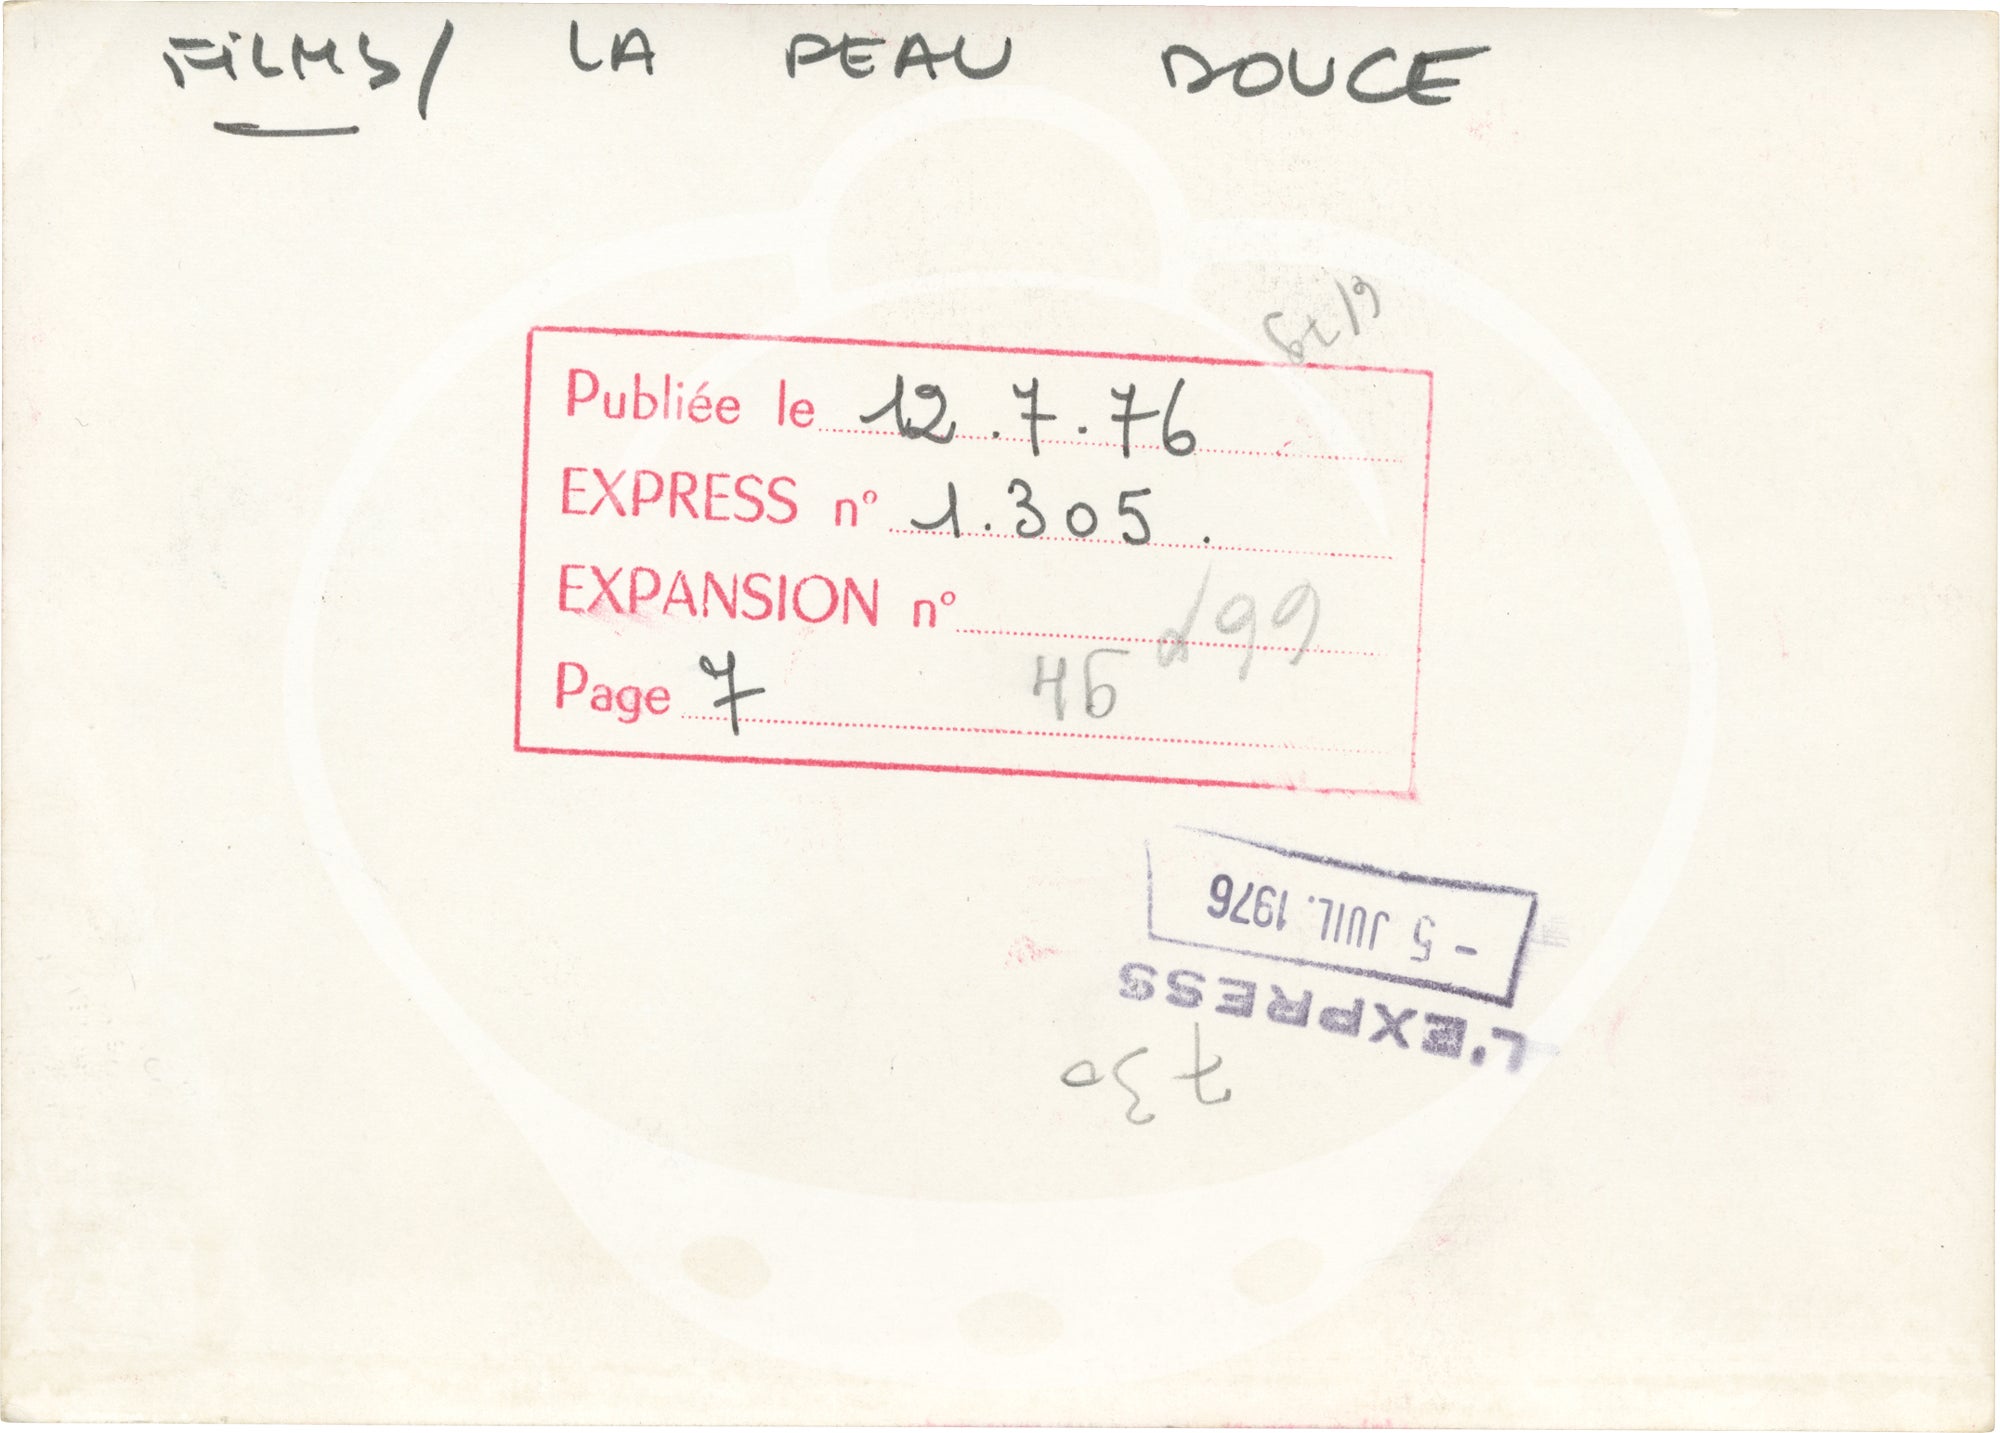 FILMS/ LA PEAU DOUCE
Publiée le 12.7.76
EXPRESS n° 1.305.
EXPANSION n°
Page 7
- 5 JUIL. 1976
L'EXPRESS
730